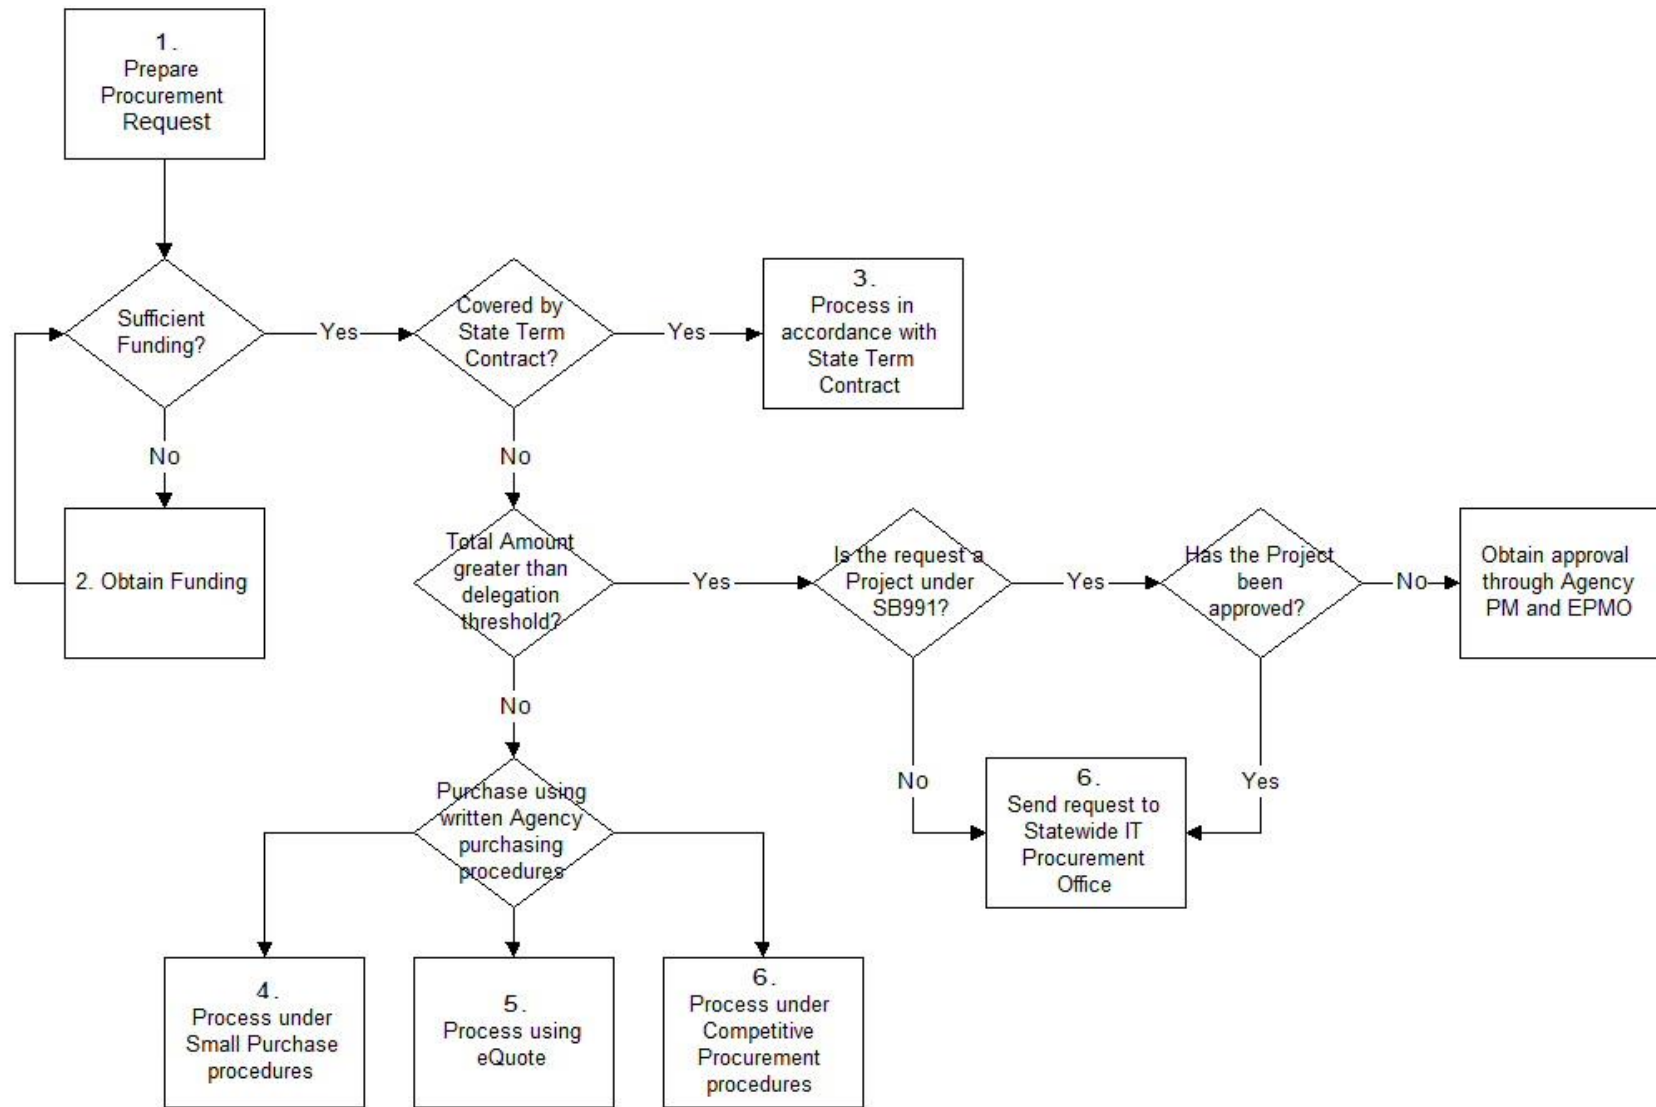 1.
Prepare
Procurement
Request
Sufficient
Funding?
Yes
Covered by
State Term
Contract?
Yes
3.
Process in
accordance with
State Term
Contract
No
No
2. Obtain Funding
Total Amount
greater than
delegation
threshold?
Yes
Is the request a
Project under
SB991?
Yes
Has the Project
been
approved?
No
Obtain approval
through Agency
PM and EPMO
No
No
6.
Send request to
Statewide IT
Procurement
Office
Yes
Purchase using
written Agency
purchasing
procedures
4.
Process under
Small Purchase
procedures
5.
Process using
eQuote
6.
Process under
Competitive
Procurement
procedures